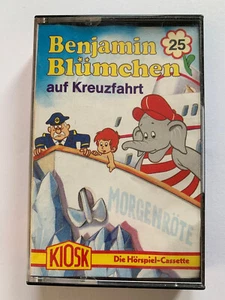 Benjamin
Blümchen
25
auf Kreuzfahrt
MORGENRÖTE
KIOSK
Die Hörspiel-Cassette